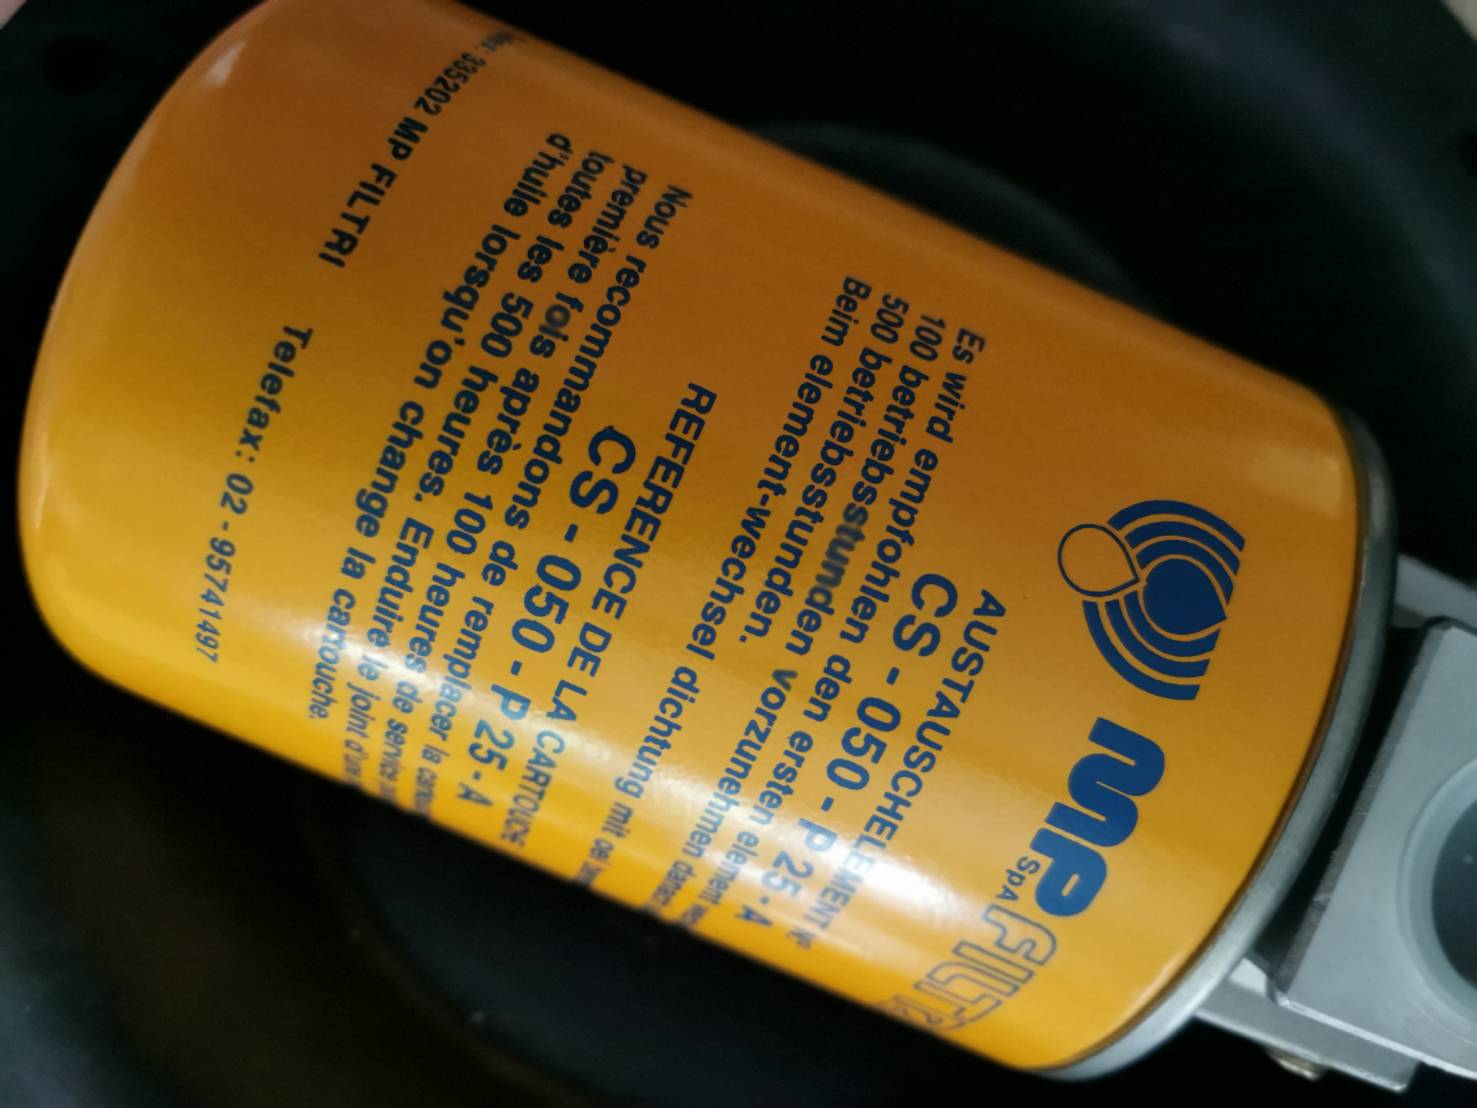 MP FILTRI
SpA
AUSTAUSCHELEMENT N°
CS - 050 - P 25 - A
Es wird empfohlen den ersten element
100 betriebsstunden vorzunehmen
500 betriebsstunden.
Beim element-wechsel dichtung mit
REFERENCE DE LA CARTOUCHE
CS - 050 - P 25 - A
Nous recommandons de remplacer la
première fois après 100 heures de service
toutes les 500 heures. Enduire le joint
d'huile lorsqu'on change la cartouche.
335202 MP FILTRI
Telefax: 02 - 95741497